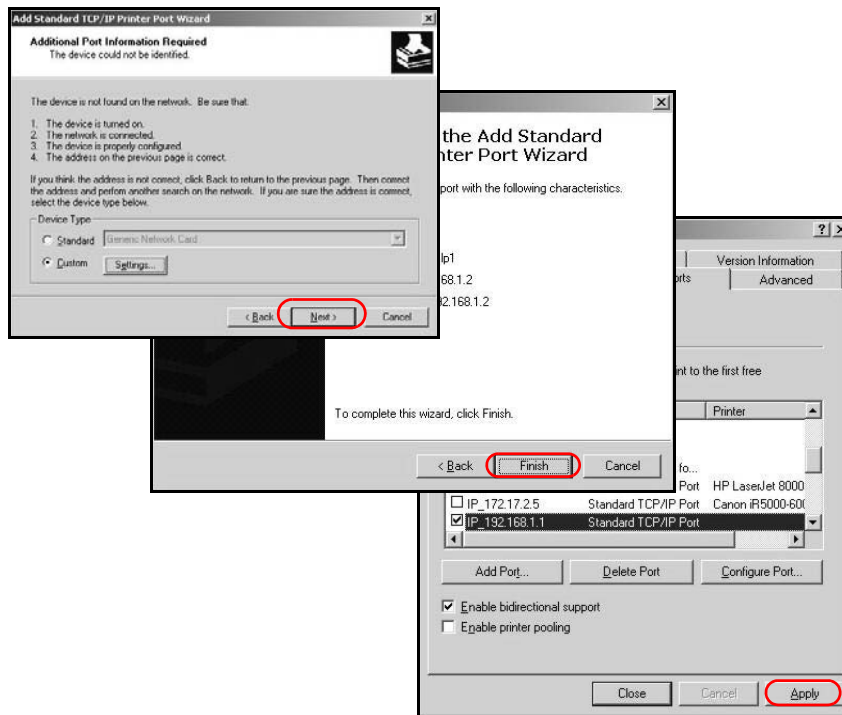 Add Standard TCP/IP Printer Port Wizard
Additional Port Information Required
The device could not be identified.
The device is not found on the network. Be sure that:
1. The device is turned on.
2. The network is connected.
3. The device is properly configured.
4. The address on the previous page is correct.
If you think the address is not correct, click Back to return to the previous page. Then correct
the address and perform another search on the network. If you are sure the address is correct,
select the device type below.
Device Type
Standard Generic Network Card
Custom Settings...
< Back Next > Cancel
the Add Standard
nter Port Wizard
port with the following characteristics.
lp1
68.1.2
92.168.1.2
To complete this wizard, click Finish.
< Back Finish Cancel
Version Information
orts Advanced
int to the first free
Printer
fo...
Port HP LaserJet 8000
IP_172.17.2.5 Standard TCP/IP Port Canon iR5000-600
IP_192.168.1.1 Standard TCP/IP Port
Add Port... Delete Port Configure Port...
Enable bidirectional support
Enable printer pooling
Close Cancel Apply